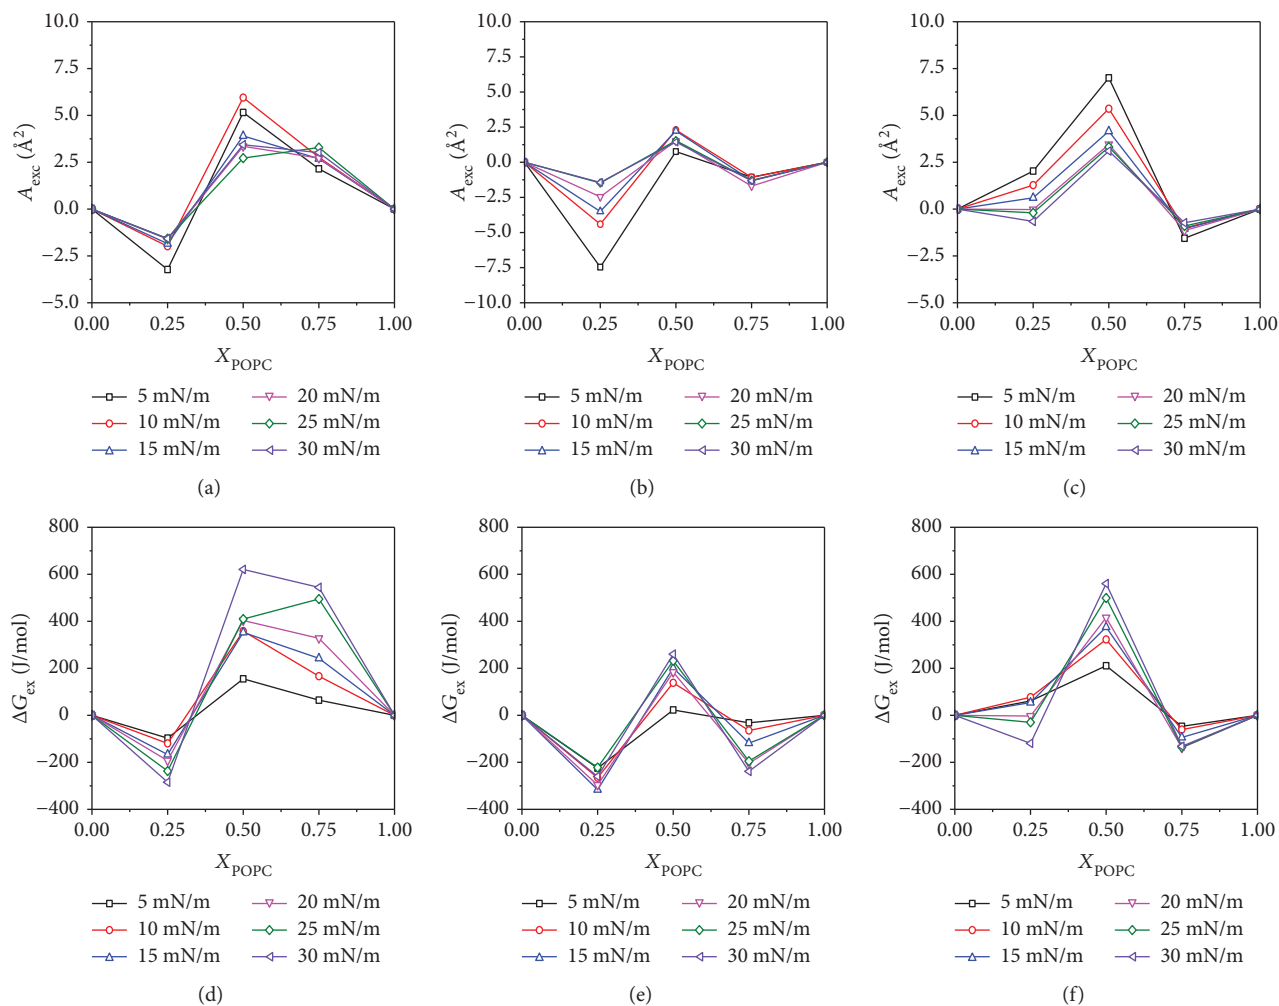 10.0
7.5
5.0
2.5
0.0
−2.5
−5.0
A_exc (Å²)
0.00 0.25 0.50 0.75 1.00
X_POPC
5 mN/m 20 mN/m
10 mN/m 25 mN/m
15 mN/m 30 mN/m
(a)
10.0
7.5
5.0
2.5
0.0
−2.5
−5.0
−7.5
−10.0
A_exc (Å²)
0.00 0.25 0.50 0.75 1.00
X_POPC
5 mN/m 20 mN/m
10 mN/m 25 mN/m
15 mN/m 30 mN/m
(b)
10.0
7.5
5.0
2.5
0.0
−2.5
−5.0
A_exc (Å²)
0.00 0.25 0.50 0.75 1.00
X_POPC
5 mN/m 20 mN/m
10 mN/m 25 mN/m
15 mN/m 30 mN/m
(c)
800
600
400
200
0
−200
−400
ΔG_ex (J/mol)
0.00 0.25 0.50 0.75 1.00
X_POPC
5 mN/m 20 mN/m
10 mN/m 25 mN/m
15 mN/m 30 mN/m
(d)
800
600
400
200
0
−200
−400
ΔG_ex (J/mol)
0.00 0.25 0.50 0.75 1.00
X_POPC
5 mN/m 20 mN/m
10 mN/m 25 mN/m
15 mN/m 30 mN/m
(e)
800
600
400
200
0
−200
−400
ΔG_ex (J/mol)
0.00 0.25 0.50 0.75 1.00
X_POPC
5 mN/m 20 mN/m
10 mN/m 25 mN/m
15 mN/m 30 mN/m
(f)